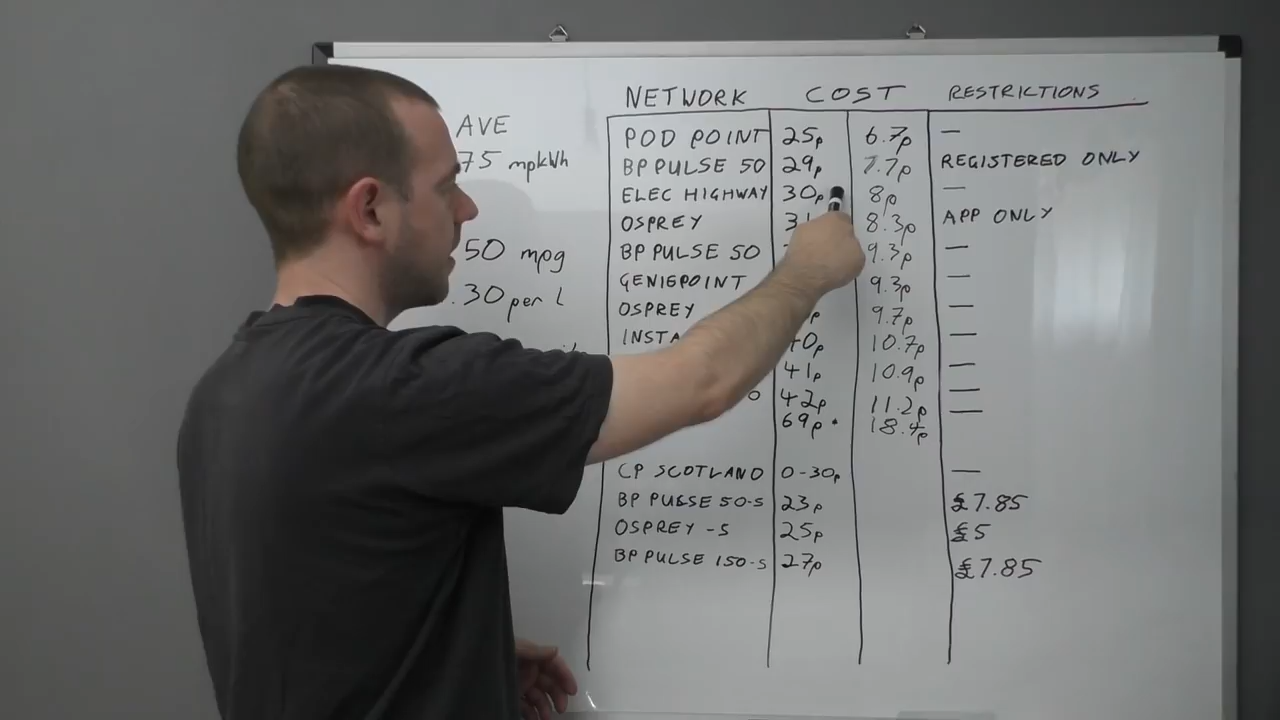 AVE
75 mpkWh
50 mpg
.30 per L
NETWORK COST RESTRICTIONS
POD POINT 25p 6.7p —
BP PULSE 50 29p 7.7p REGISTERED ONLY
ELEC HIGHWAY 30p 8p —
OSPREY 8.3p APP ONLY
BP PULSE 50 9.3p —
GENIEPOINT 9.3p —
OSPREY 9.7p —
INSTA 40p 10.7p —
41p 10.9p —
42p 11.2p —
69p 18.4p —
CP SCOTLAND 0-30p —
BP PULSE 50-S 23p £7.85
OSPREY -S 25p £5
BP PULSE 150-S 27p £7.85